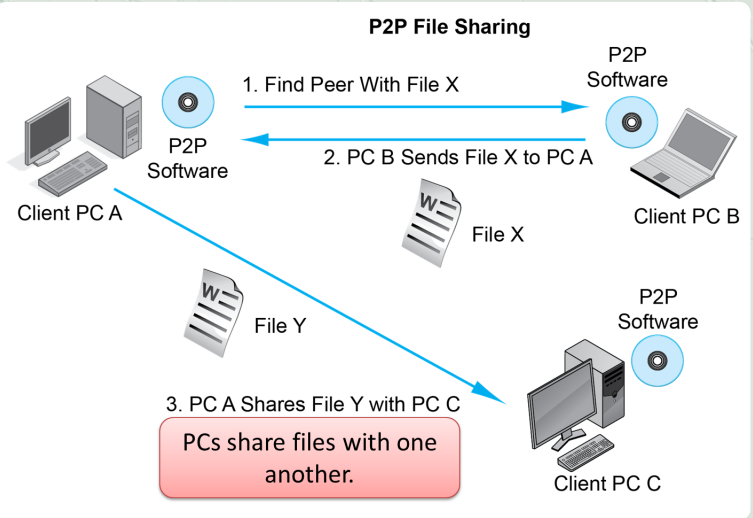 P2P File Sharing
1. Find Peer With File X
P2P
Software
P2P
Software
2. PC B Sends File X to PC A
Client PC A
Client PC B
W
File X
W
File Y
P2P
Software
3. PC A Shares File Y with PC C
PCs share files with one
another.
Client PC C